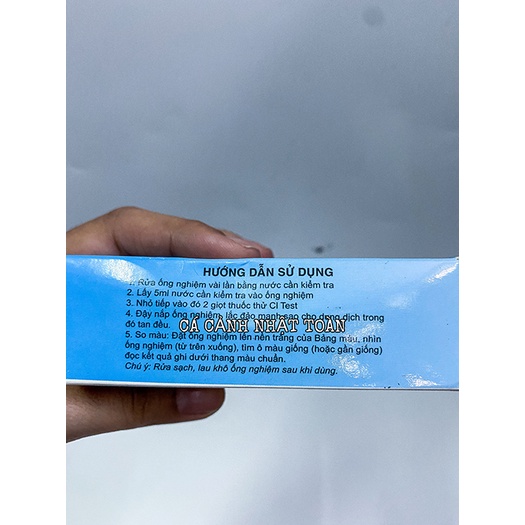 HƯỚNG DẪN SỬ DỤNG
1. Rửa ống nghiệm vài lần bằng nước cần kiểm tra
2. Lấy 5ml nước cần kiểm tra vào ống nghiệm
3. Nhỏ tiếp vào đó 2 giọt thuốc thử Cl Test
4. Đậy nắp ống nghiệm, lắc đảo mạnh sao cho dung dịch trong
đó tan đều.
CÁ CẢNH NHẬT TOÀN
5. So màu: Đặt ống nghiệm lên nền trắng của Bảng màu, nhìn
ống nghiệm (từ trên xuống), tìm ô màu giống (hoặc gần giống)
đọc kết quả ghi dưới thang màu chuẩn.
Chú ý: Rửa sạch, lau khô ống nghiệm sau khi dùng.